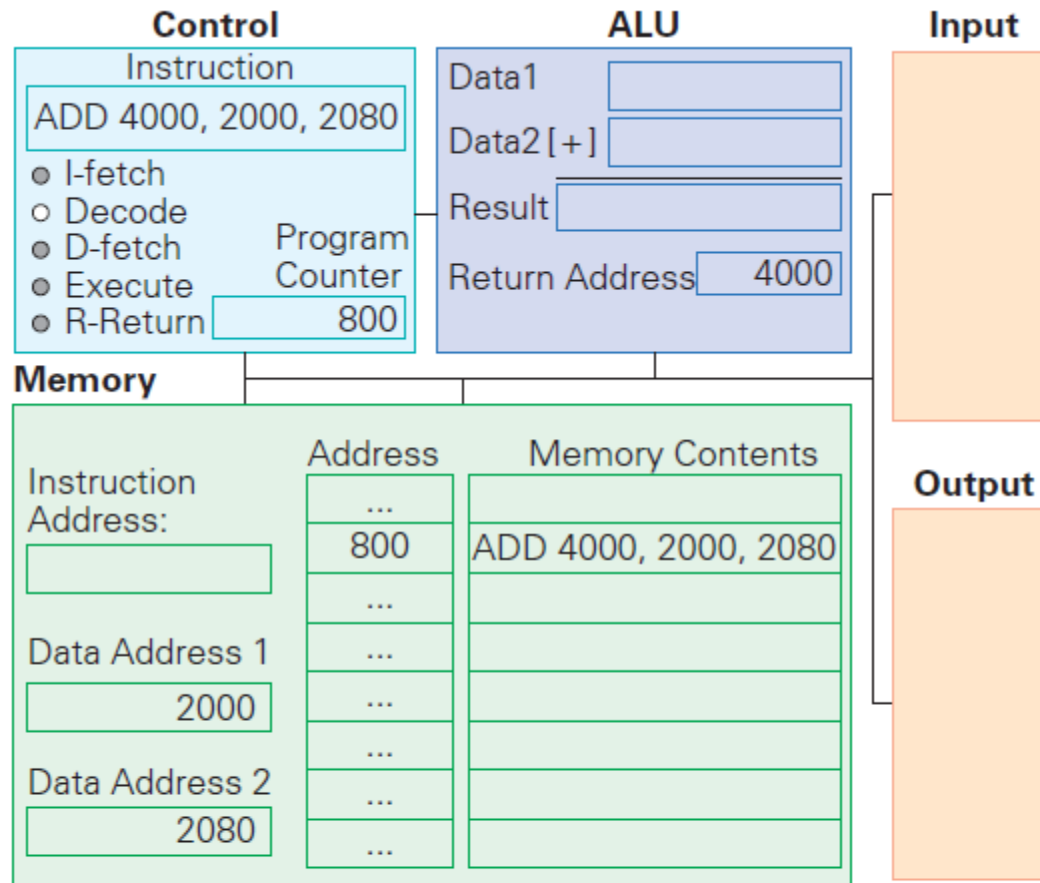 Control
Instruction
ADD 4000, 2000, 2080
I-fetch
Decode
D-fetch
Execute
R-Return
Program
Counter
800
ALU
Data1
Data2 [+]
Result
Return Address 4000
Input
Memory
Instruction
Address:
Data Address 1
2000
Data Address 2
2080
Address Memory Contents
...
800 ADD 4000, 2000, 2080
...
...
...
...
...
...
Output